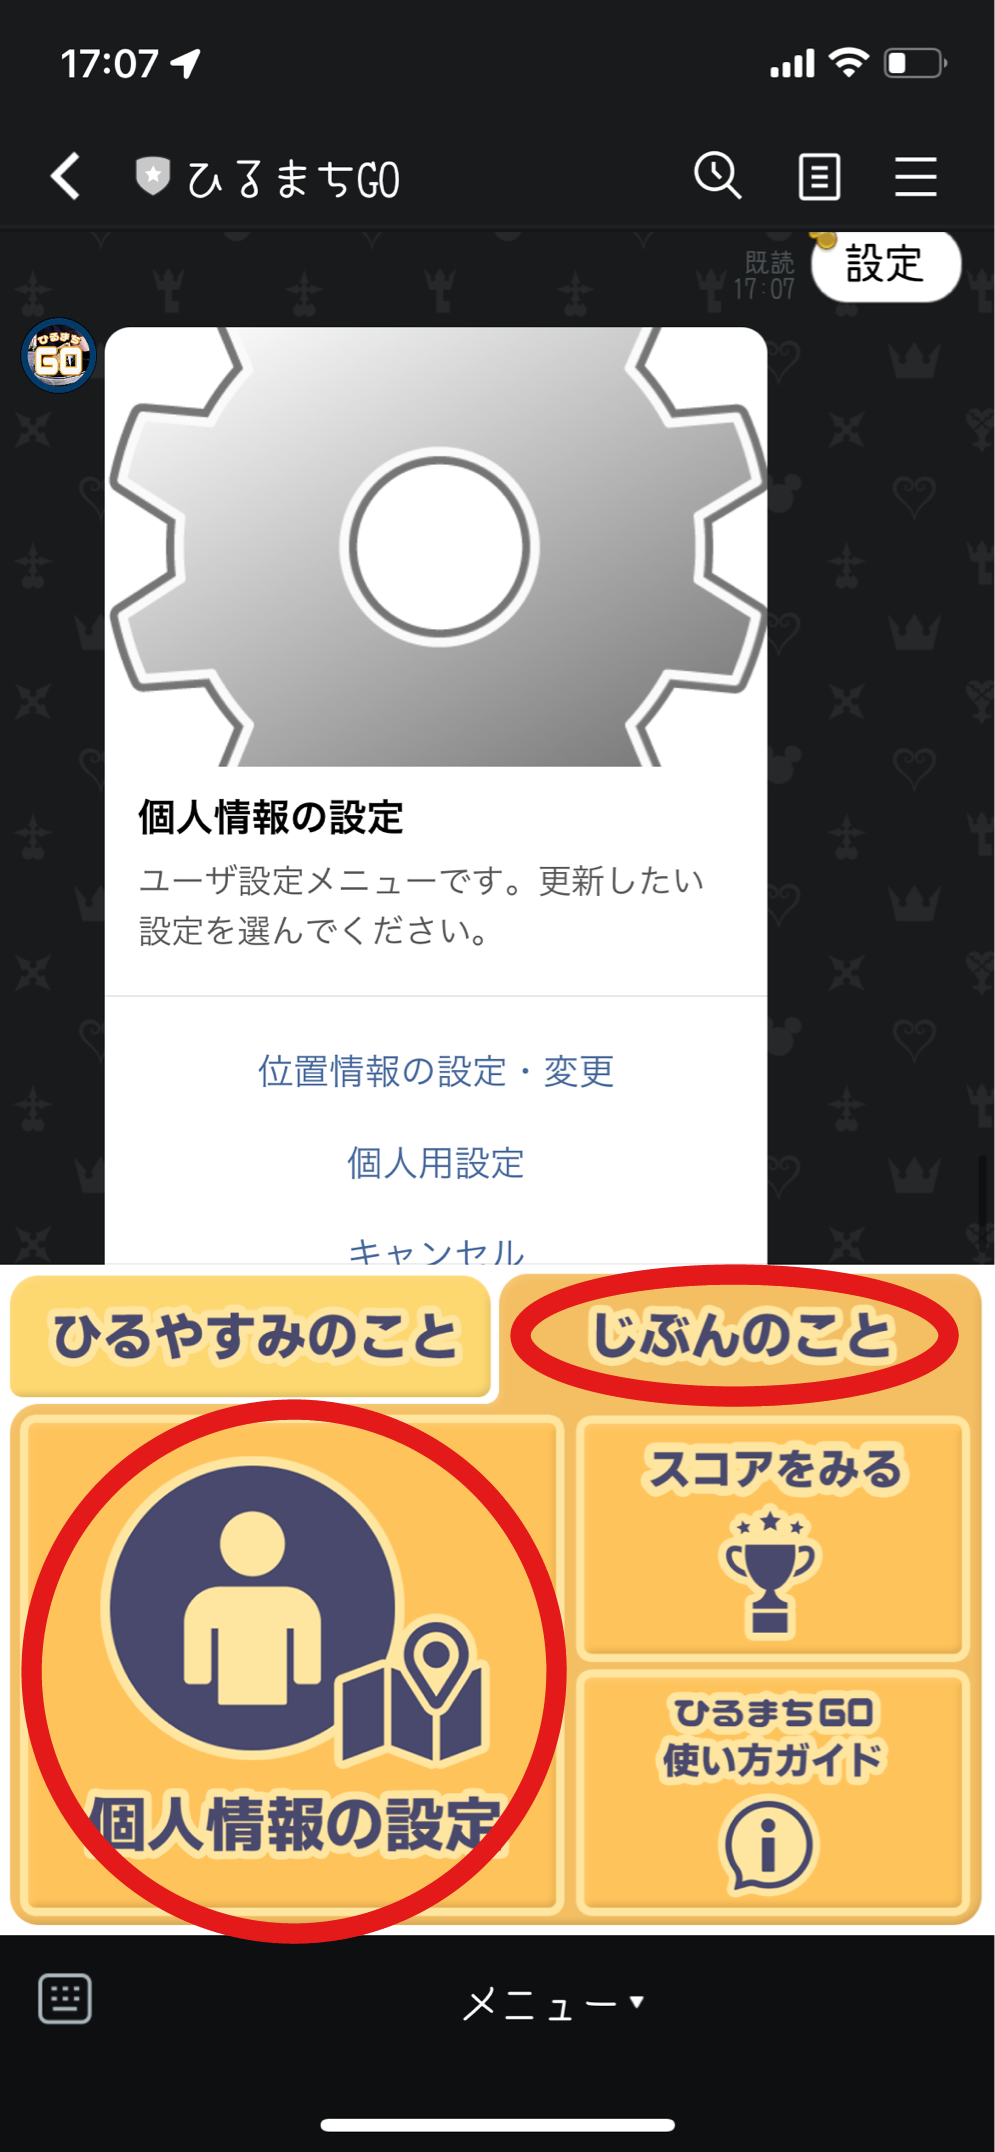 17:07
ひるまちGO
既読
17:07
設定
ひるまち
GO
個人情報の設定
ユーザ設定メニューです。更新したい
設定を選んでください。
位置情報の設定・変更
個人用設定
キャンセル
ひるやすみのこと
じぶんのこと
個人情報の設定
スコアをみる
ひるまちGO
使い方ガイド
メニュー▼